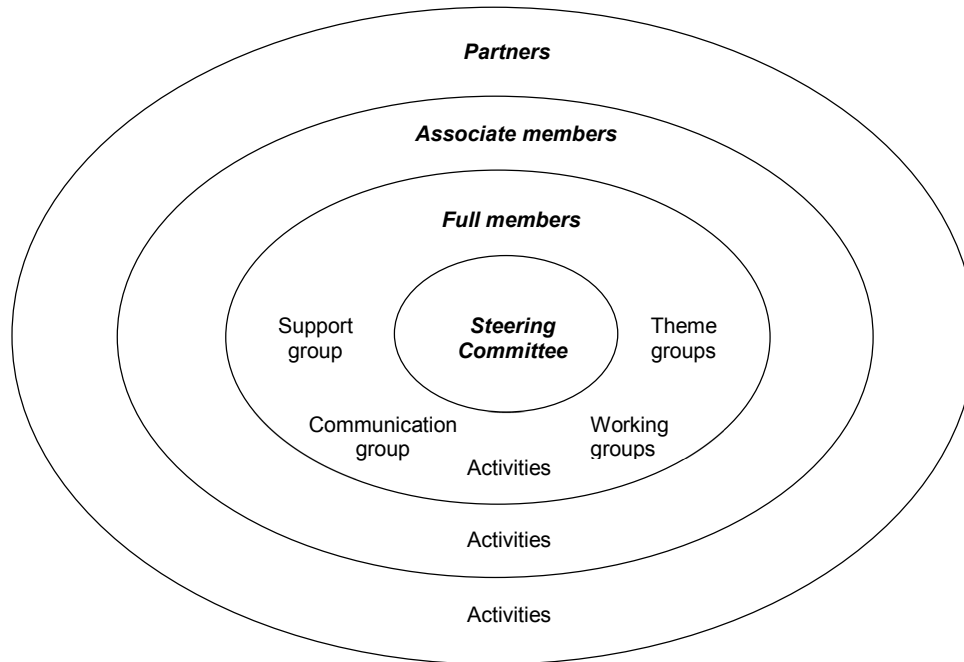 Partners
Associate members
Full members
Support
group
Steering
Committee
Theme
groups
Communication
group
Working
groups
Activities
Activities
Activities